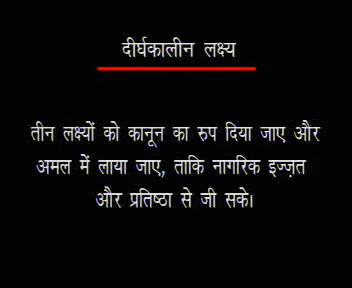 दीर्घकालीन लक्ष्य
तीन लक्ष्यों को कानून का रुप दिया जाए और
अमल में लाया जाए, ताकि नागरिक इज्ज़त
और प्रतिष्ठा से जी सके।